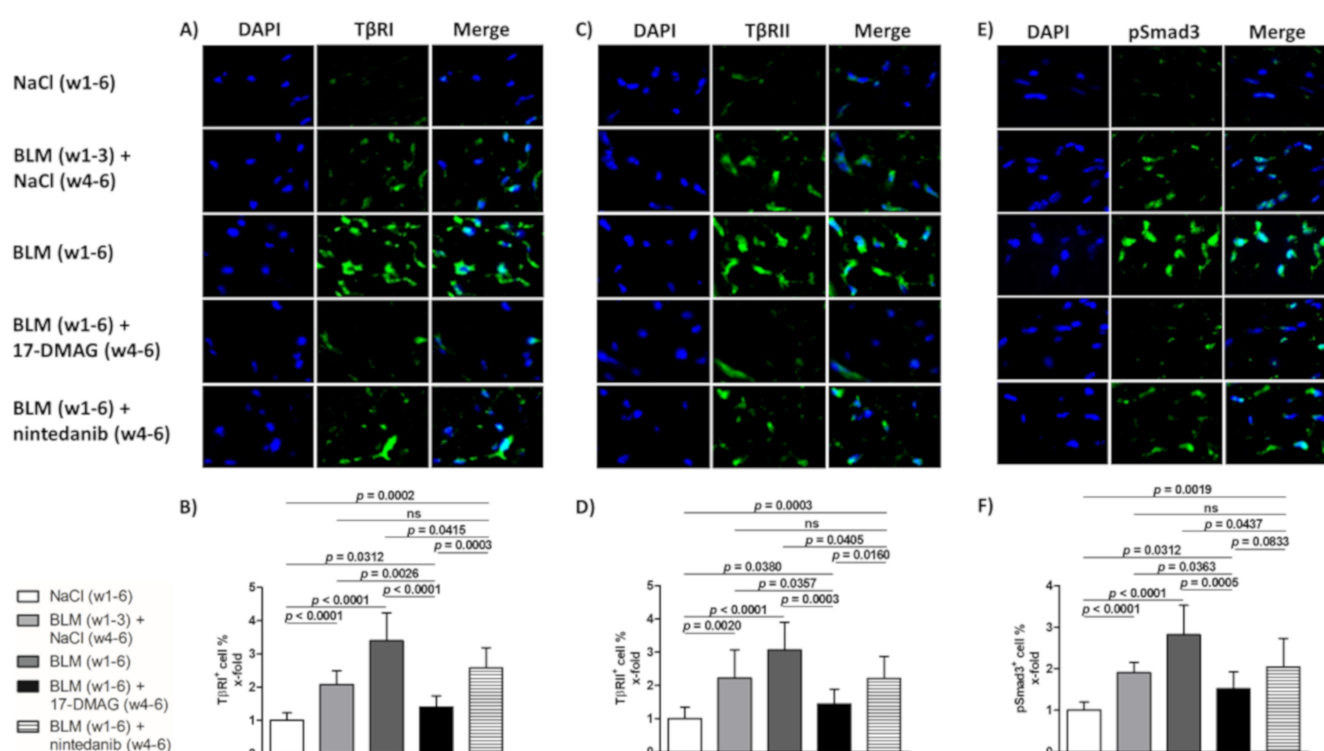 A) DAPI TβRI Merge C) DAPI TβRII Merge E) DAPI pSmad3 Merge
NaCl (w1-6)
BLM (w1-3) +
NaCl (w4-6)
BLM (w1-6)
BLM (w1-6) +
17-DMAG (w4-6)
BLM (w1-6) +
nintedanib (w4-6)
B)
p = 0.0002
ns
p = 0.0415
p = 0.0003
p = 0.0312
p = 0.0026
p < 0.0001
p < 0.0001
p < 0.0001
5
4
3
2
1
0
TβRI+ cell %
x-fold
D)
p = 0.0003
ns
p = 0.0405
p = 0.0160
p = 0.0380
p = 0.0357
p = 0.0003
p < 0.0001
p = 0.0020
5
4
3
2
1
0
TβRII+ cell %
x-fold
F)
p = 0.0019
ns
p = 0.0437
p = 0.0833
p = 0.0312
p = 0.0363
p = 0.0005
p < 0.0001
p < 0.0001
4
3
2
1
0
pSmad3+ cell %
x-fold
NaCl (w1-6)
BLM (w1-3) +
NaCl (w4-6)
BLM (w1-6)
BLM (w1-6) +
17-DMAG (w4-6)
BLM (w1-6) +
nintedanib (w4-6)